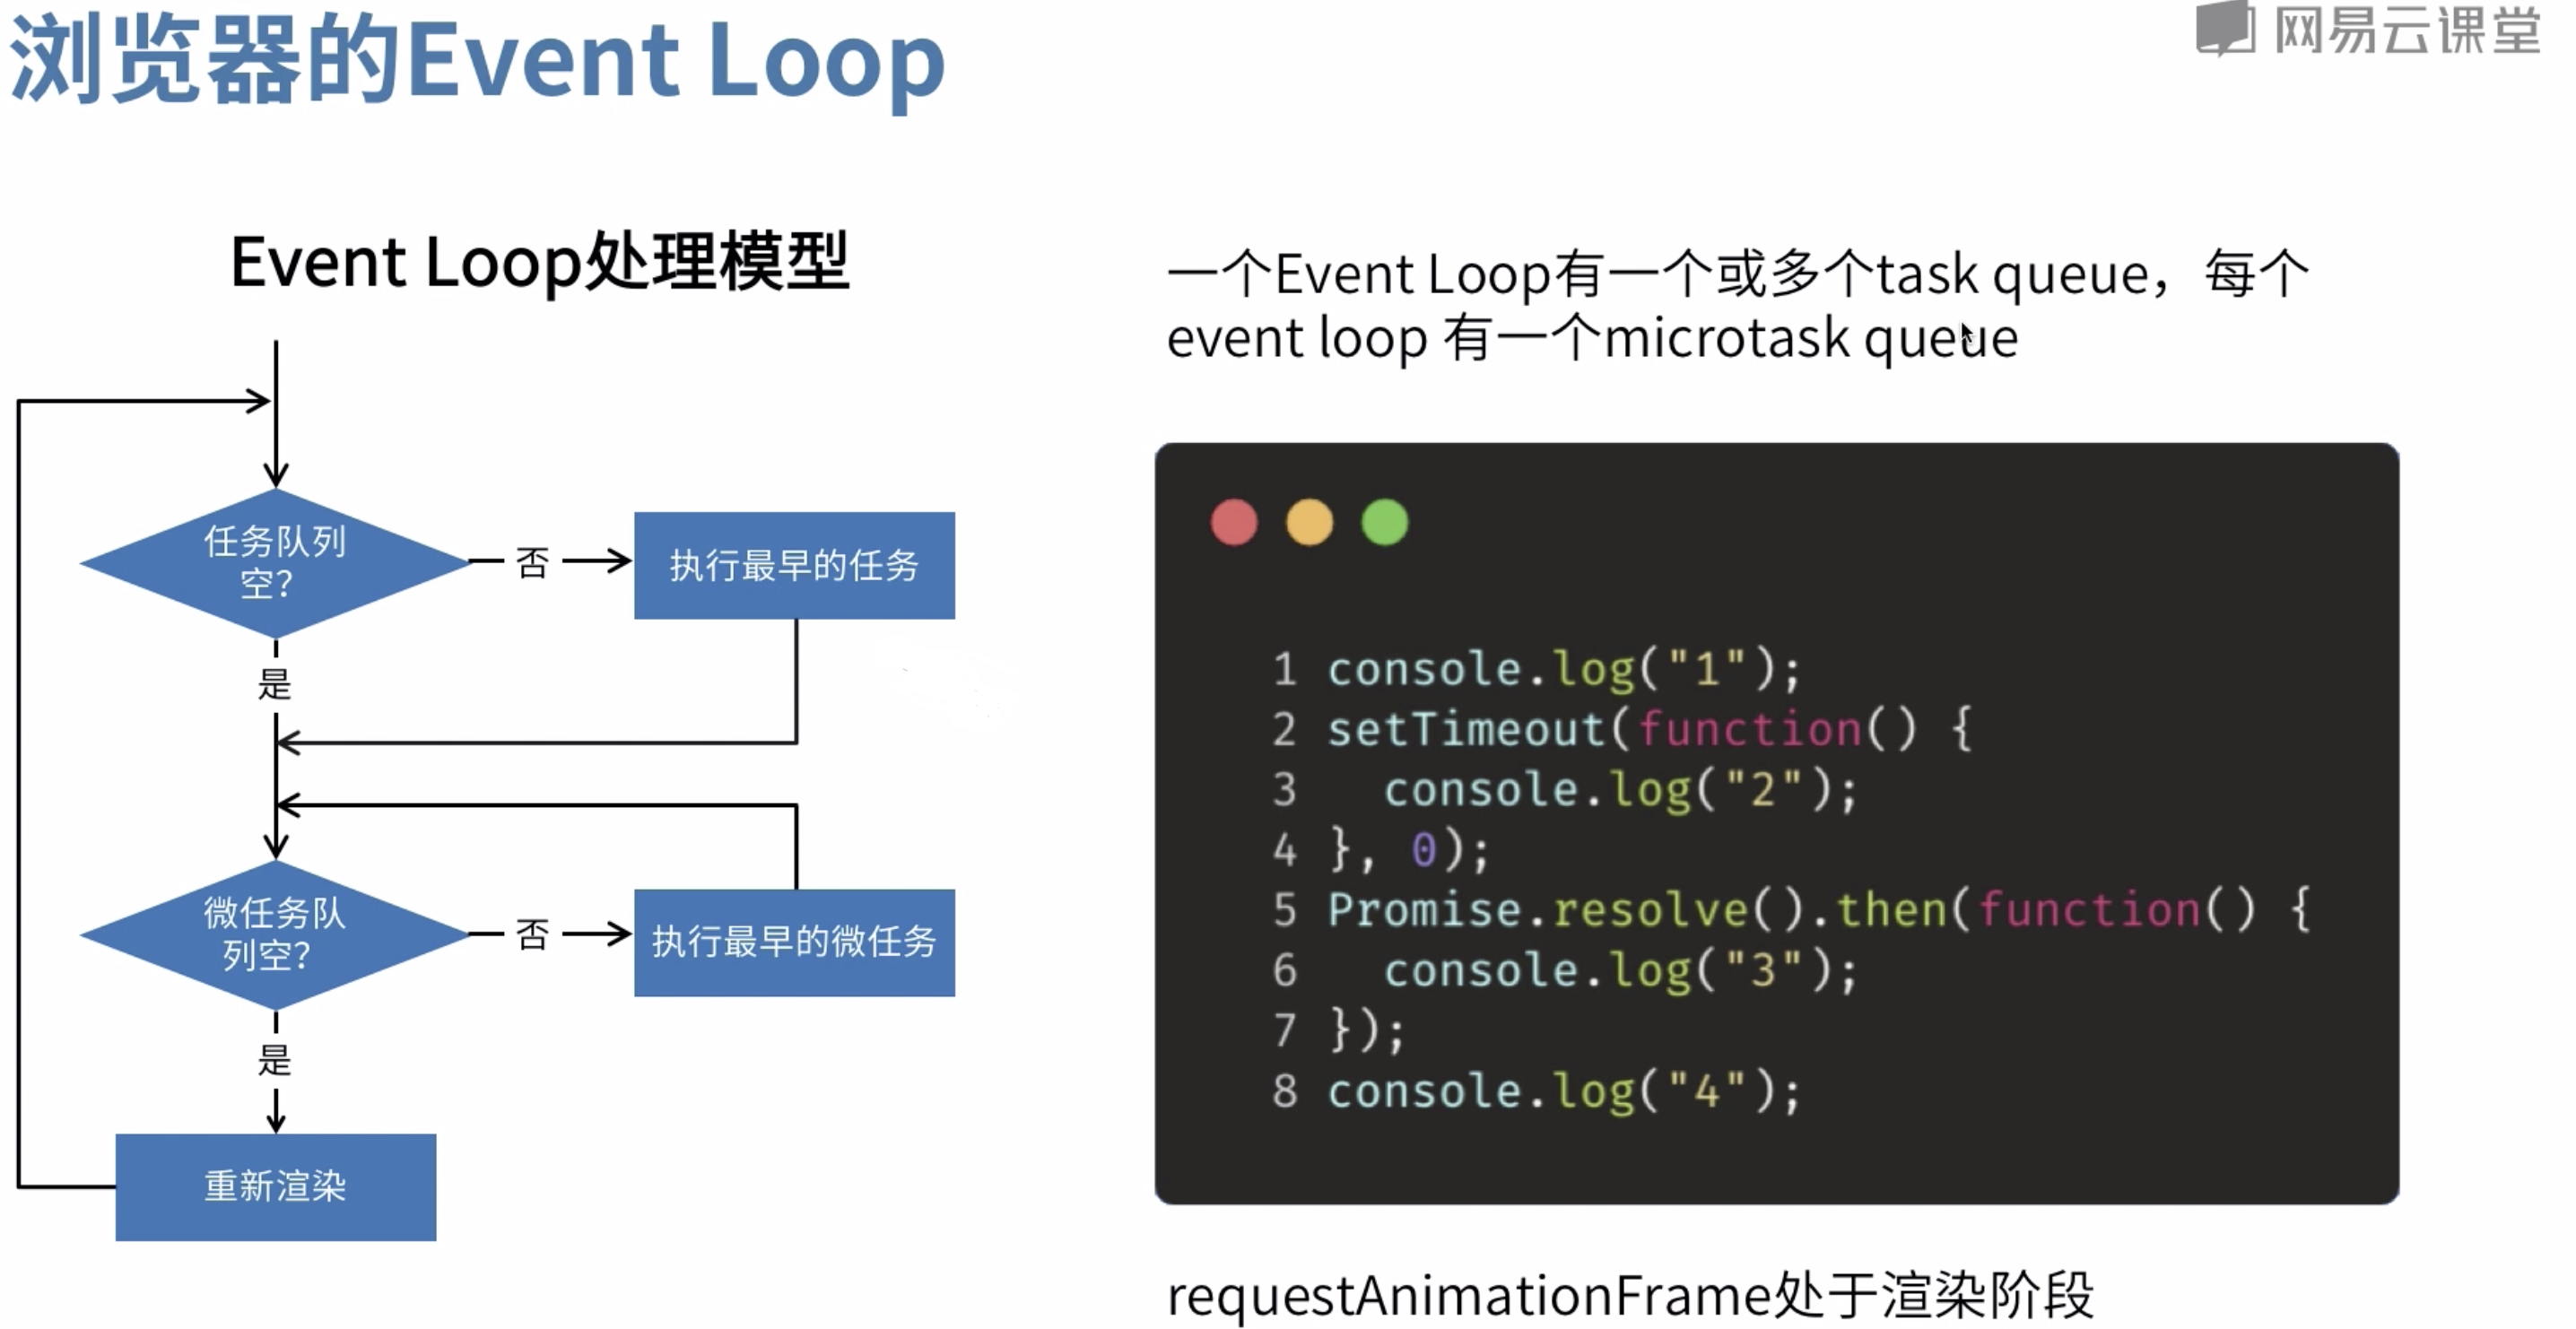 浏览器的Event Loop
网易云课堂
Event Loop处理模型
任务队列
空?
否
执行最早的任务
是
微任务队
列空?
否
执行最早的微任务
是
重新渲染
一个Event Loop有一个或多个task queue，每个
event loop 有一个microtask queue
1 console.log("1");
2 setTimeout(function() {
3   console.log("2");
4 }, 0);
5 Promise.resolve().then(function() {
6   console.log("3");
7 });
8 console.log("4");
requestAnimationFrame处于渲染阶段